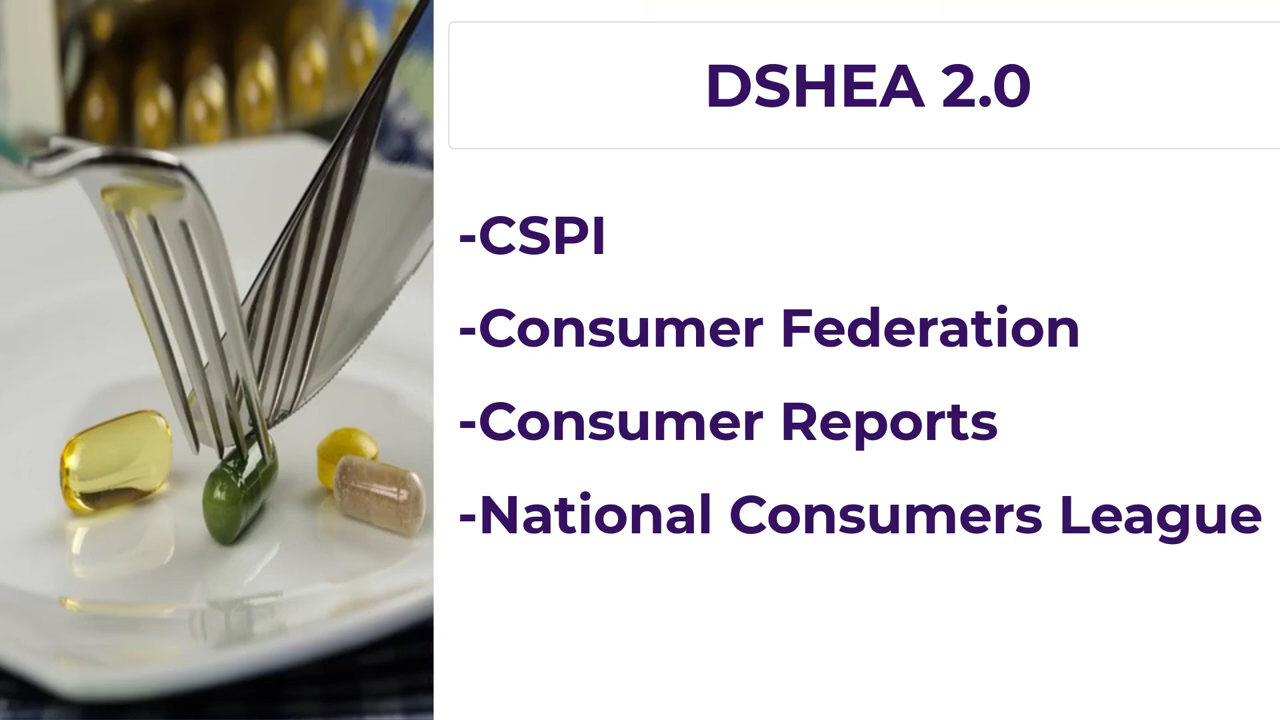 DSHEA 2.0
-CSPI
-Consumer Federation
-Consumer Reports
-National Consumers League